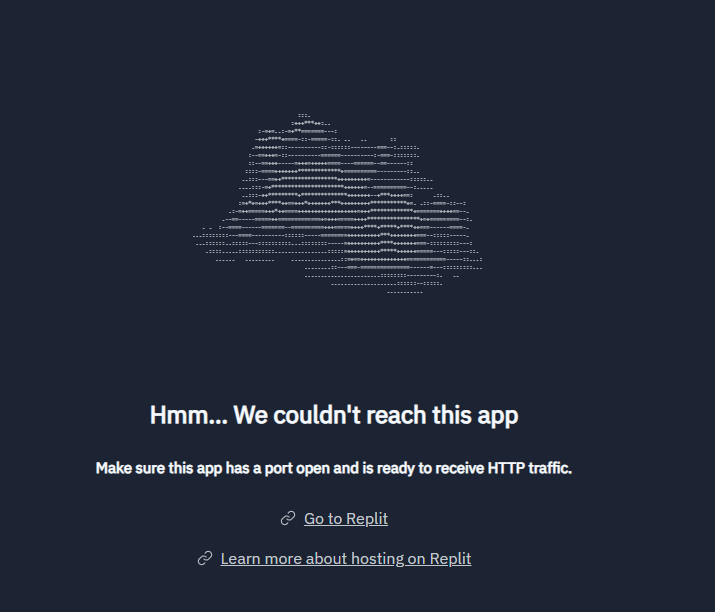 Hmm... We couldn't reach this app
Make sure this app has a port open and is ready to receive HTTP traffic.
Go to Replit
Learn more about hosting on Replit